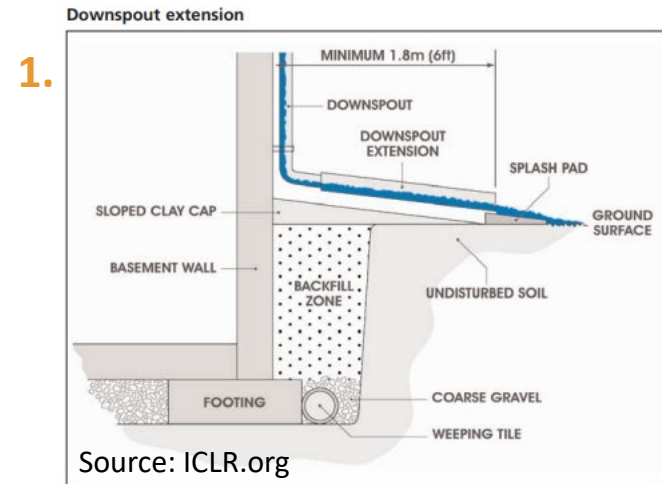 Downspout extension
1.
MINIMUM 1.8m (6ft)
DOWNSPOUT
DOWNSPOUT
EXTENSION
SPLASH PAD
SLOPED CLAY CAP
GROUND
SURFACE
BASEMENT WALL
BACKFILL
ZONE
UNDISTURBED SOIL
FOOTING
COARSE GRAVEL
WEEPING TILE
Source: ICLR.org